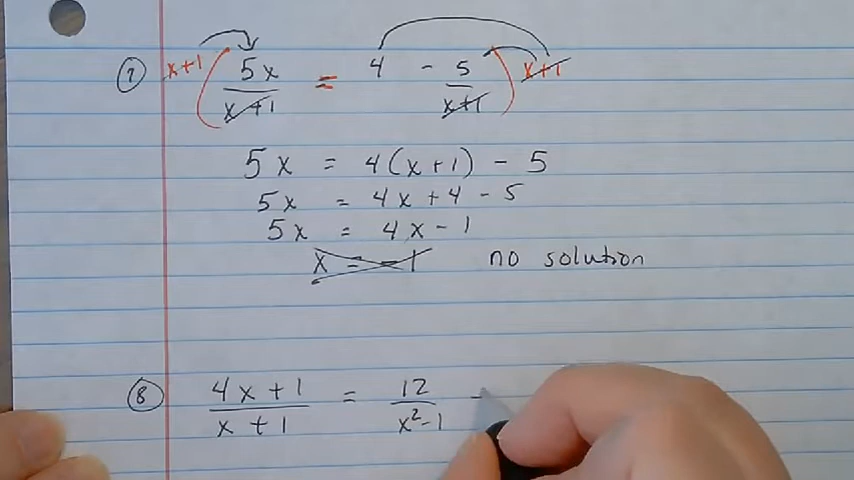 7 x+1 ( 5x / x+1 = 4 - 5 / x+1 ) x+1
5x = 4(x+1) - 5
5x = 4x + 4 - 5
5x = 4x - 1
x = -1 no solution
8 4x + 1 / x + 1 = 12 / x²-1